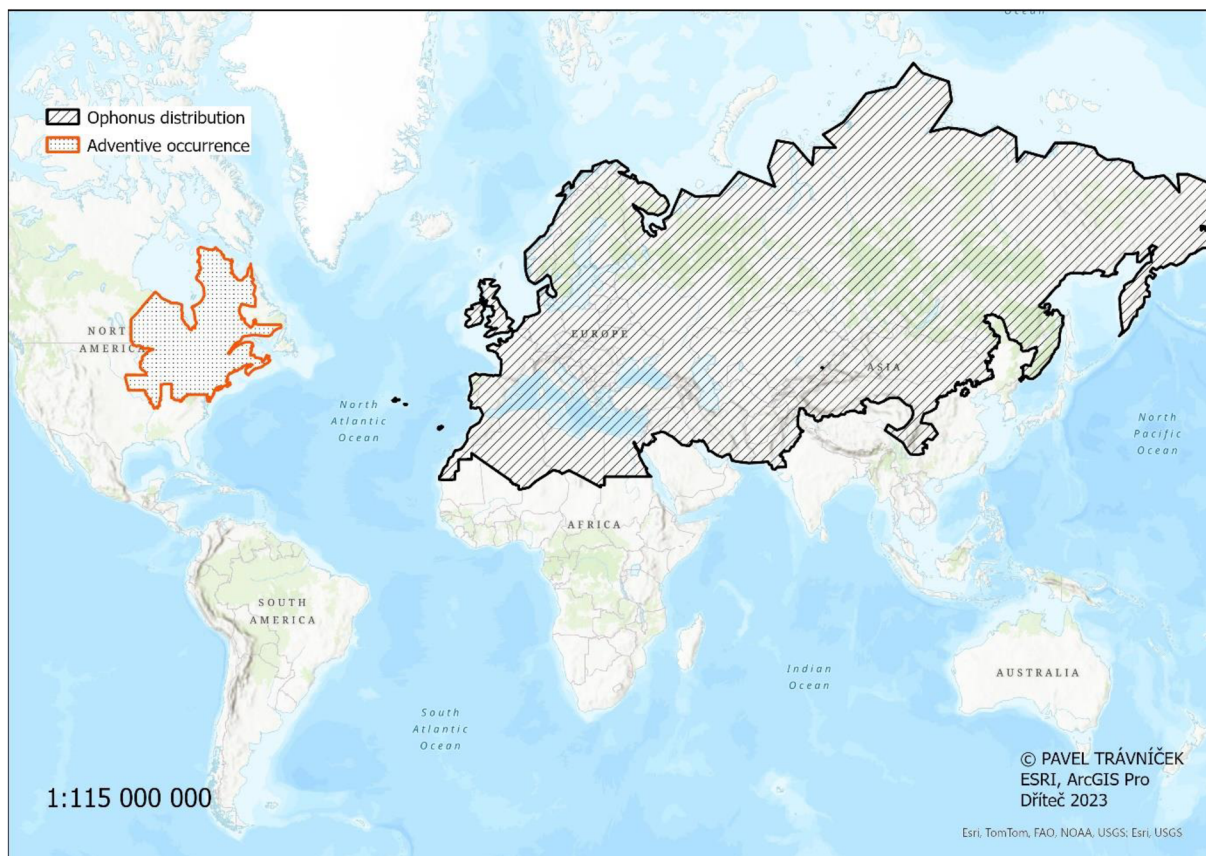 Ocean
Ophonus distribution
Adventive occurrence
NORT
AMERICA
EUROPE
ASIA
North
Atlantic
Ocean
North
Pacific
Ocean
AFRICA
SOUTH
AMERICA
Indian
Ocean
AUSTRALIA
South
Atlantic
Ocean
© PAVEL TRÁVNÍČEK
ESRI, ArcGIS Pro
Dříteč 2023
1:115 000 000
Esri, TomTom, FAO, NOAA, USGS; Esri, USGS